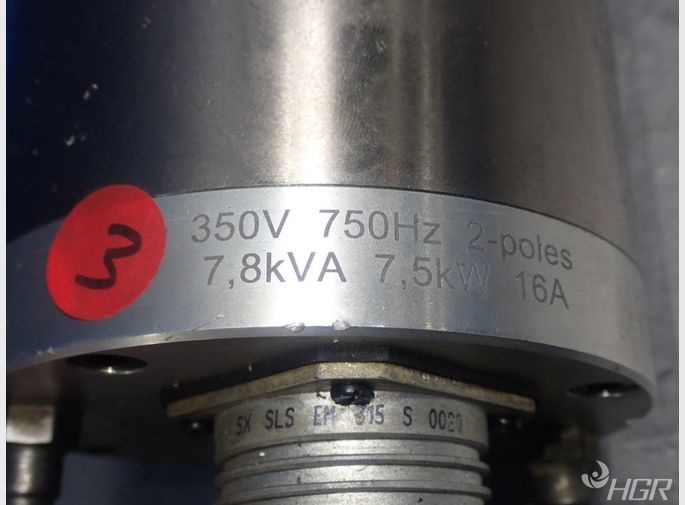 3
350V 750Hz 2-poles
7,8kVA 7,5kW 16A
SK SLS EM 315 S 0020
HGR